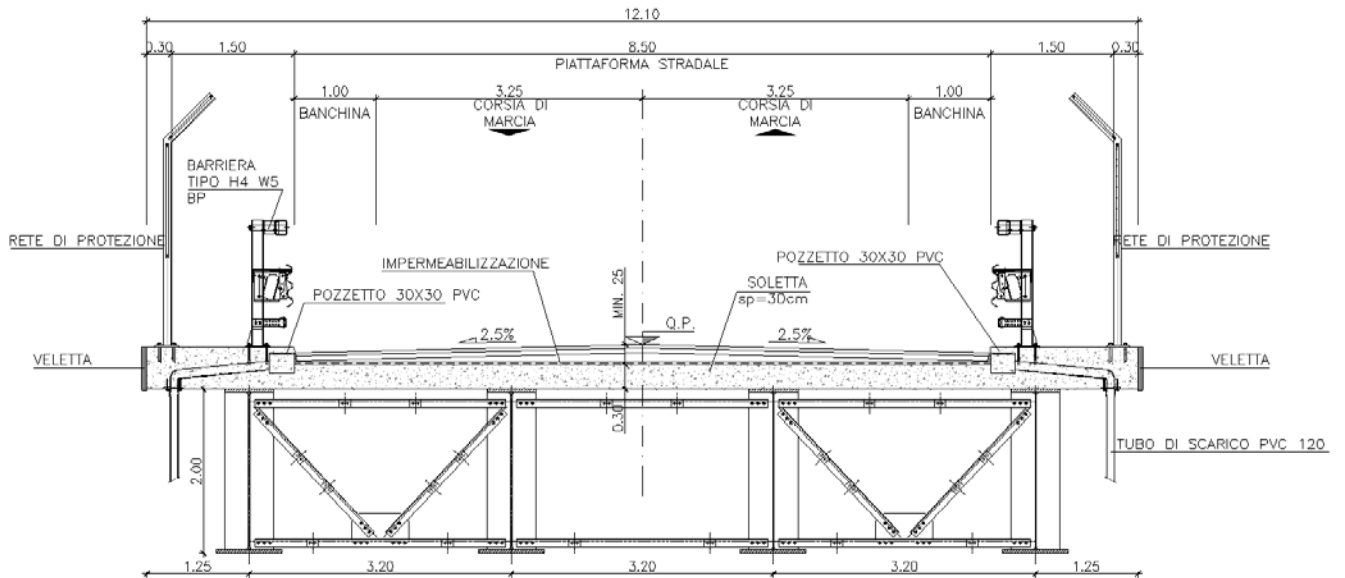 12.10
0.30 1.50 8.50 1.50 0.30
PIATTAFORMA STRADALE
1.00 3.25 3.25 1.00
BANCHINA CORSIA DI MARCIA CORSIA DI MARCIA BANCHINA
BARRIERA
TIPO H4 W5
BP
RETE DI PROTEZIONE
RETE DI PROTEZIONE
POZZETTO 30X30 PVC
IMPERMEABILIZZAZIONE
MIN. 25
SOLETTA
sp=30cm
POZZETTO 30X30 PVC
Q.P.
2.5%
2.5%
VELETTA
VELETTA
0.30
2.00
TUBO DI SCARICO PVC 120
1.25 3.20 3.20 3.20 1.25